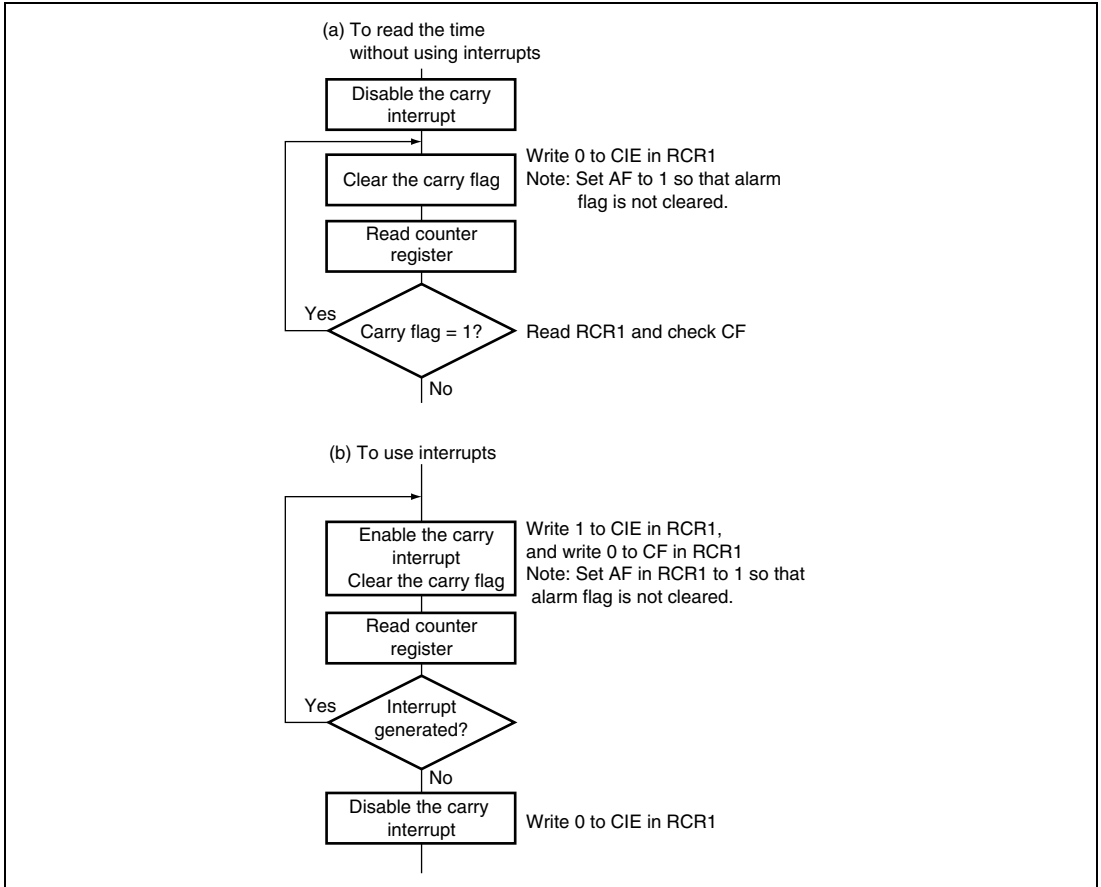 (a) To read the time
without using interrupts
Disable the carry
interrupt
Clear the carry flag
Write 0 to CIE in RCR1
Note: Set AF to 1 so that alarm
flag is not cleared.
Read counter
register
Yes
Carry flag = 1?
Read RCR1 and check CF
No
(b) To use interrupts
Enable the carry
interrupt
Clear the carry flag
Write 1 to CIE in RCR1,
and write 0 to CF in RCR1
Note: Set AF in RCR1 to 1 so that
alarm flag is not cleared.
Read counter
register
Yes
Interrupt
generated?
No
Disable the carry
interrupt
Write 0 to CIE in RCR1